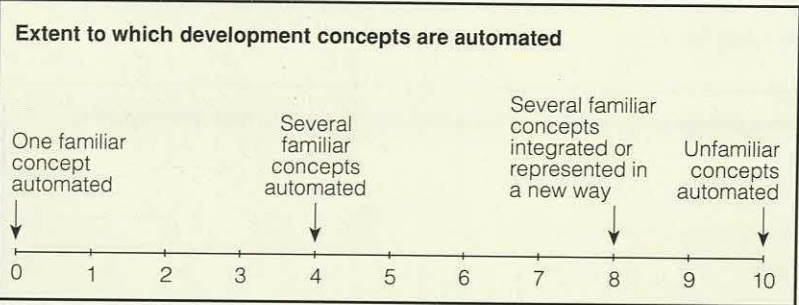 Extent to which development concepts are automated
One familiar
concept
automated
Several
familiar
concepts
automated
Several familiar
concepts
integrated or
represented in
a new way
Unfamiliar
concepts
automated
0 1 2 3 4 5 6 7 8 9 10